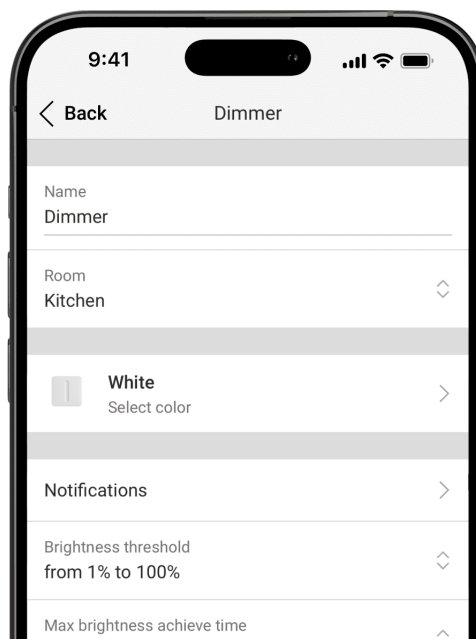 9:41
Back
Dimmer
Name
Dimmer
Room
Kitchen
White
Select color
Notifications
Brightness threshold
from 1% to 100%
Max brightness achieve time